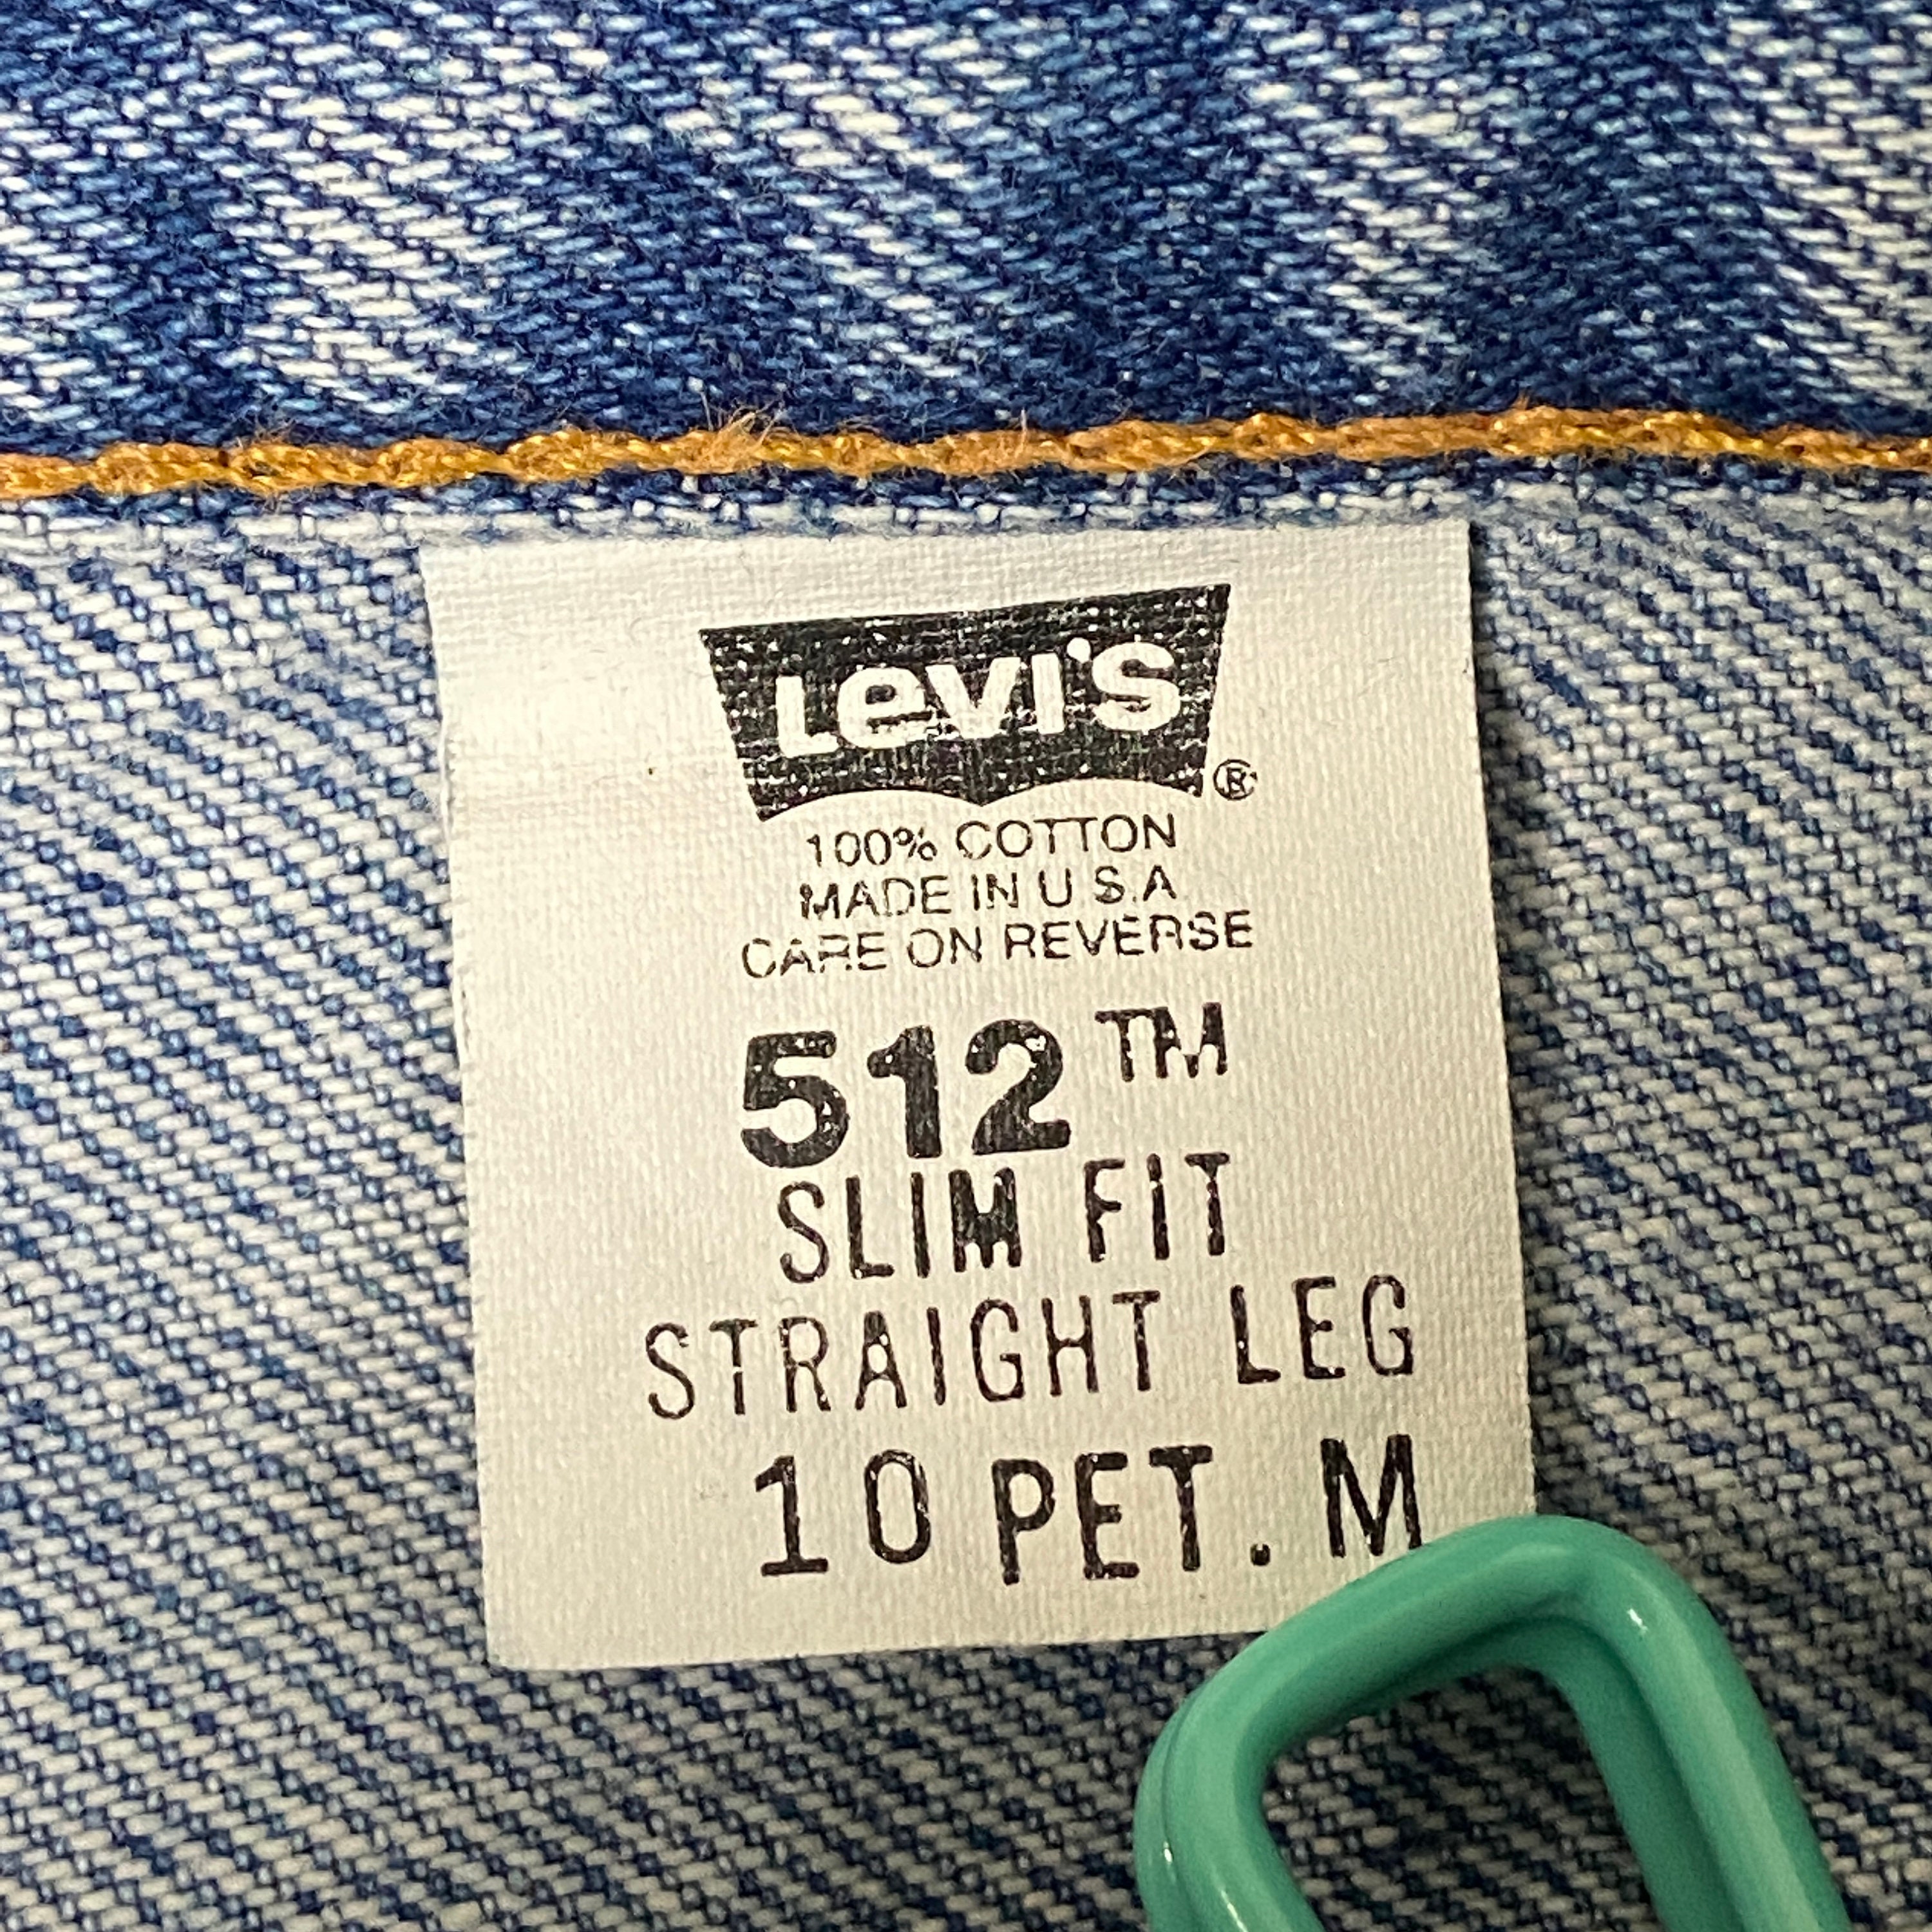 Levi's ®
100% COTTON
MADE IN U.S.A
CARE ON REVERSE
512™
SLIM FIT
STRAIGHT LEG
10 PET. M